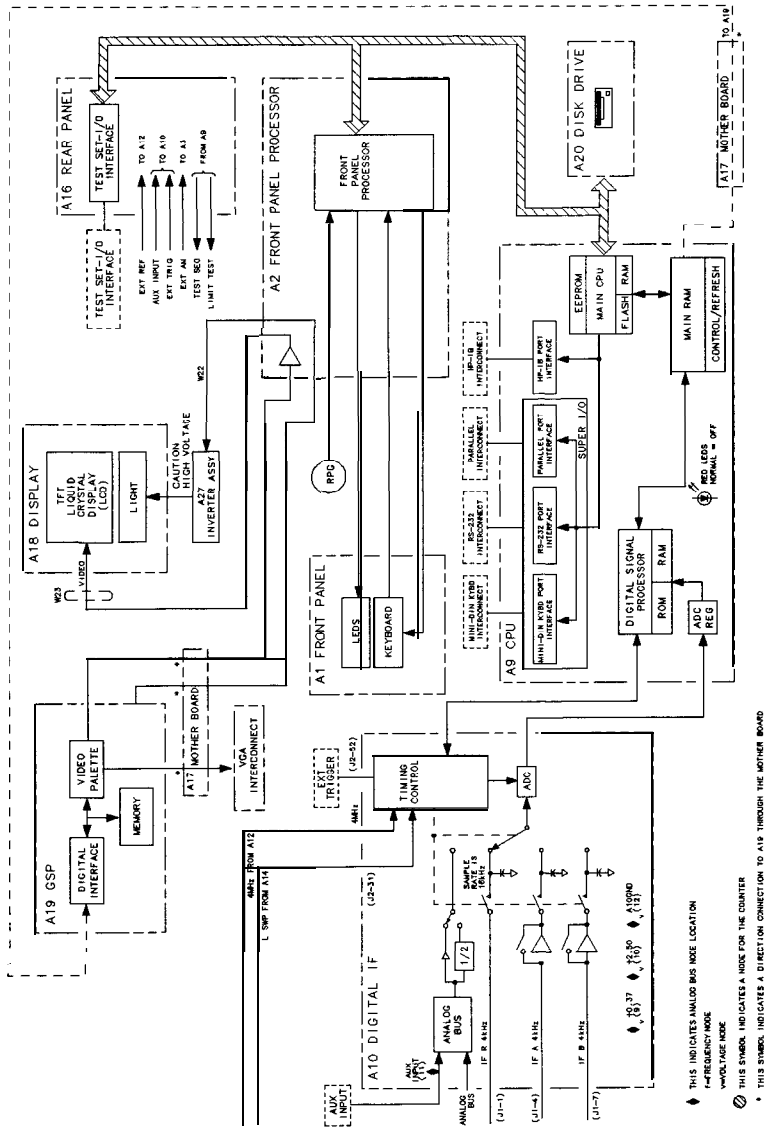 A19 GSP
DIGITAL
INTERFACE
VIDEO
PALETTE
MEMORY
A17 MOTHER BOARD
*
*
*
VGA
INTERCONNECT
W23
VIDEO
A18 DISPLAY
TFT
LIQUID
CRYSTAL
DISPLAY
(LCD)
LIGHT
CAUTION
HIGH VOLTAGE
A27
INVERTER ASSY
W22
TEST SET-I/O
INTERFACE
EXT REF
AUX INPUT
EXT TRIG
EXT AM
TEST SEQ
LIMIT TEST
A16 REAR PANEL
TEST SET-I/O
INTERFACE
TO A12
TO A10
FROM A9
4MHz FROM A12
L SWP FROM A14
A1 FRONT PANEL
LEDS
KEYBOARD
RPG
A2 FRONT PANEL PROCESSOR
FRONT
PANEL
PROCESSOR
A10 DIGITAL IF
(J2-31)
4MHz
EXT
TRIGGER
(J2-52)
TIMING
CONTROL
SAMPLE
RATE IS
16kHz
ADC
AUX
INPUT
AUX
INPUT
(11)
ANALOG
BUS
ANALOG
BUS
1/2
(J1-1)
IF R 4kHz
(J1-4)
IF A 4kHz
(J1-7)
IF B 4kHz
+0.37
V (9)
+2.50
V (10)
A10GND
V (12)
A9 CPU
MINI-DIN KYBD
INTERCONNECT
RS-232
INTERCONNECT
PARALLEL
INTERCONNECT
HP-IB
INTERCONNECT
MINI-DIN KYBD PORT
INTERFACE
RS-232 PORT
INTERFACE
PARALLEL PORT
INTERFACE
SUPER I/O
HP-IB PORT
INTERFACE
EEPROM
MAIN CPU
FLASH
RAM
DIGITAL SIGNAL
PROCESSOR
ROM
RAM
ADC
REG
RED LEDS
NORMAL = OFF
MAIN RAM
CONTROL/REFRESH
A20 DISK DRIVE
A17 MOTHER BOARD
TO A19
*
THIS INDICATES ANALOG BUS NODE LOCATION
f=FREQUENCY NODE
v=VOLTAGE NODE
THIS SYMBOL INDICATES A NODE FOR THE COUNTER
* THIS SYMBOL INDICATES A DIRECTION CONNECTION TO A19 THROUGH THE MOTHER BOARD